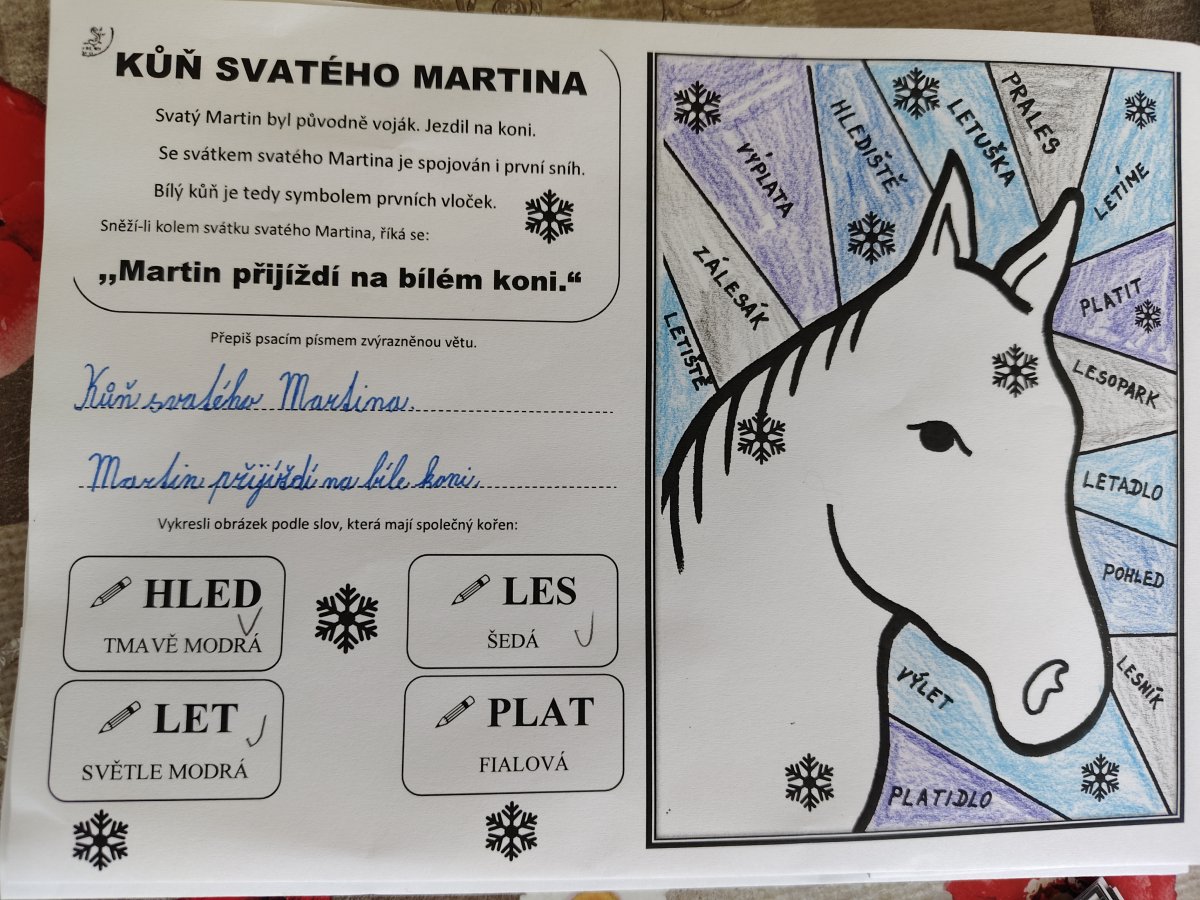 KŮŇ SVATÉHO MARTINA
Svatý Martin byl původně voják. Jezdil na koni.
Se svátkem svatého Martina je spojován i první sníh.
Bílý kůň je tedy symbolem prvních vloček.
Sněží-li kolem svátku svatého Martina, říká se:
,,Martin přijíždí na bílém koni.“
Přepiš psacím písmem zvýrazněnou větu.
Kůň svatého Martina.
Martin přijíždí na bíle koni.
Vykresli obrázek podle slov, která mají společný kořen:
HLED
TMAVĚ MODRÁ
LES
ŠEDÁ
LET
SVĚTLE MODRÁ
PLAT
FIALOVÁ
LETIŠTĚ
ZÁLESÁK
VÝPLATA
HLEDIŠTĚ
LETUŠKA
PRALES
LETÍME
PLATIT
LESOPARK
LETADLO
POHLED
LESNÍK
VÝLET
PLATIDLO